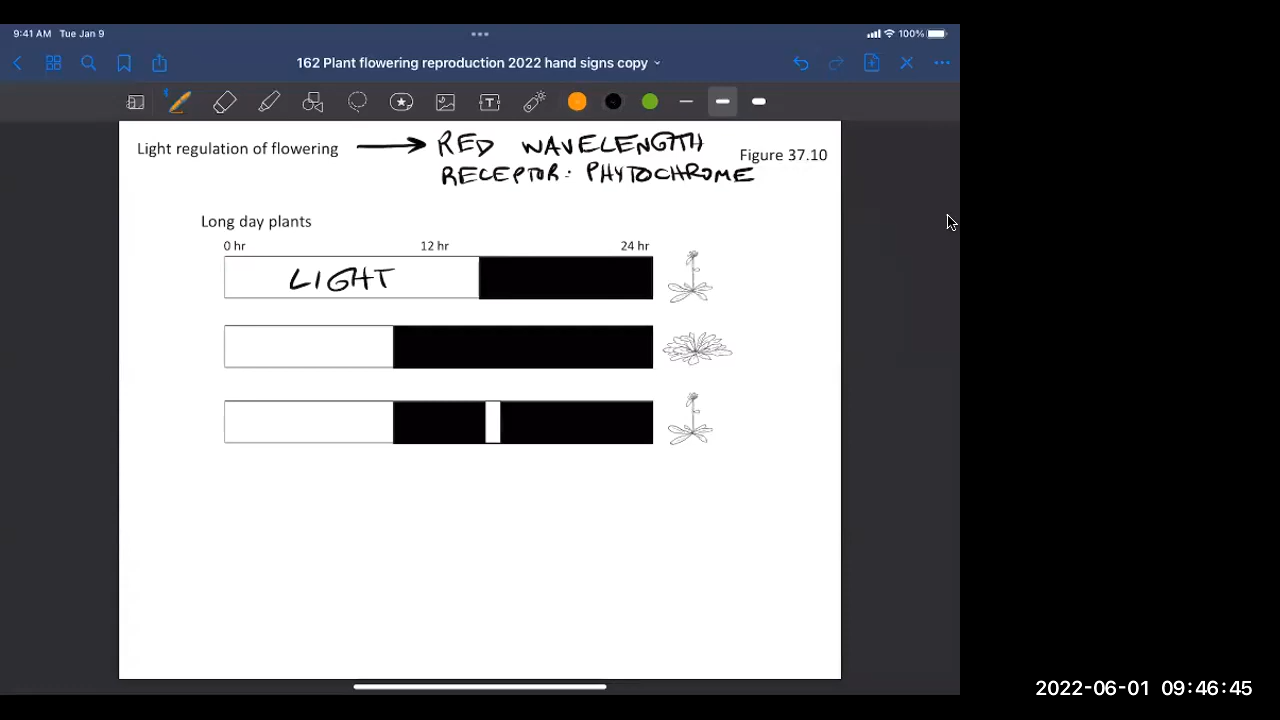 9:41 AM Tue Jan 9
100%
162 Plant flowering reproduction 2022 hand signs copy
Light regulation of flowering RED WAVELENGTH
Figure 37.10
RECEPTOR: PHYTOCHROME
Long day plants
0 hr 12 hr 24 hr
LIGHT
2022-06-01 09:46:45